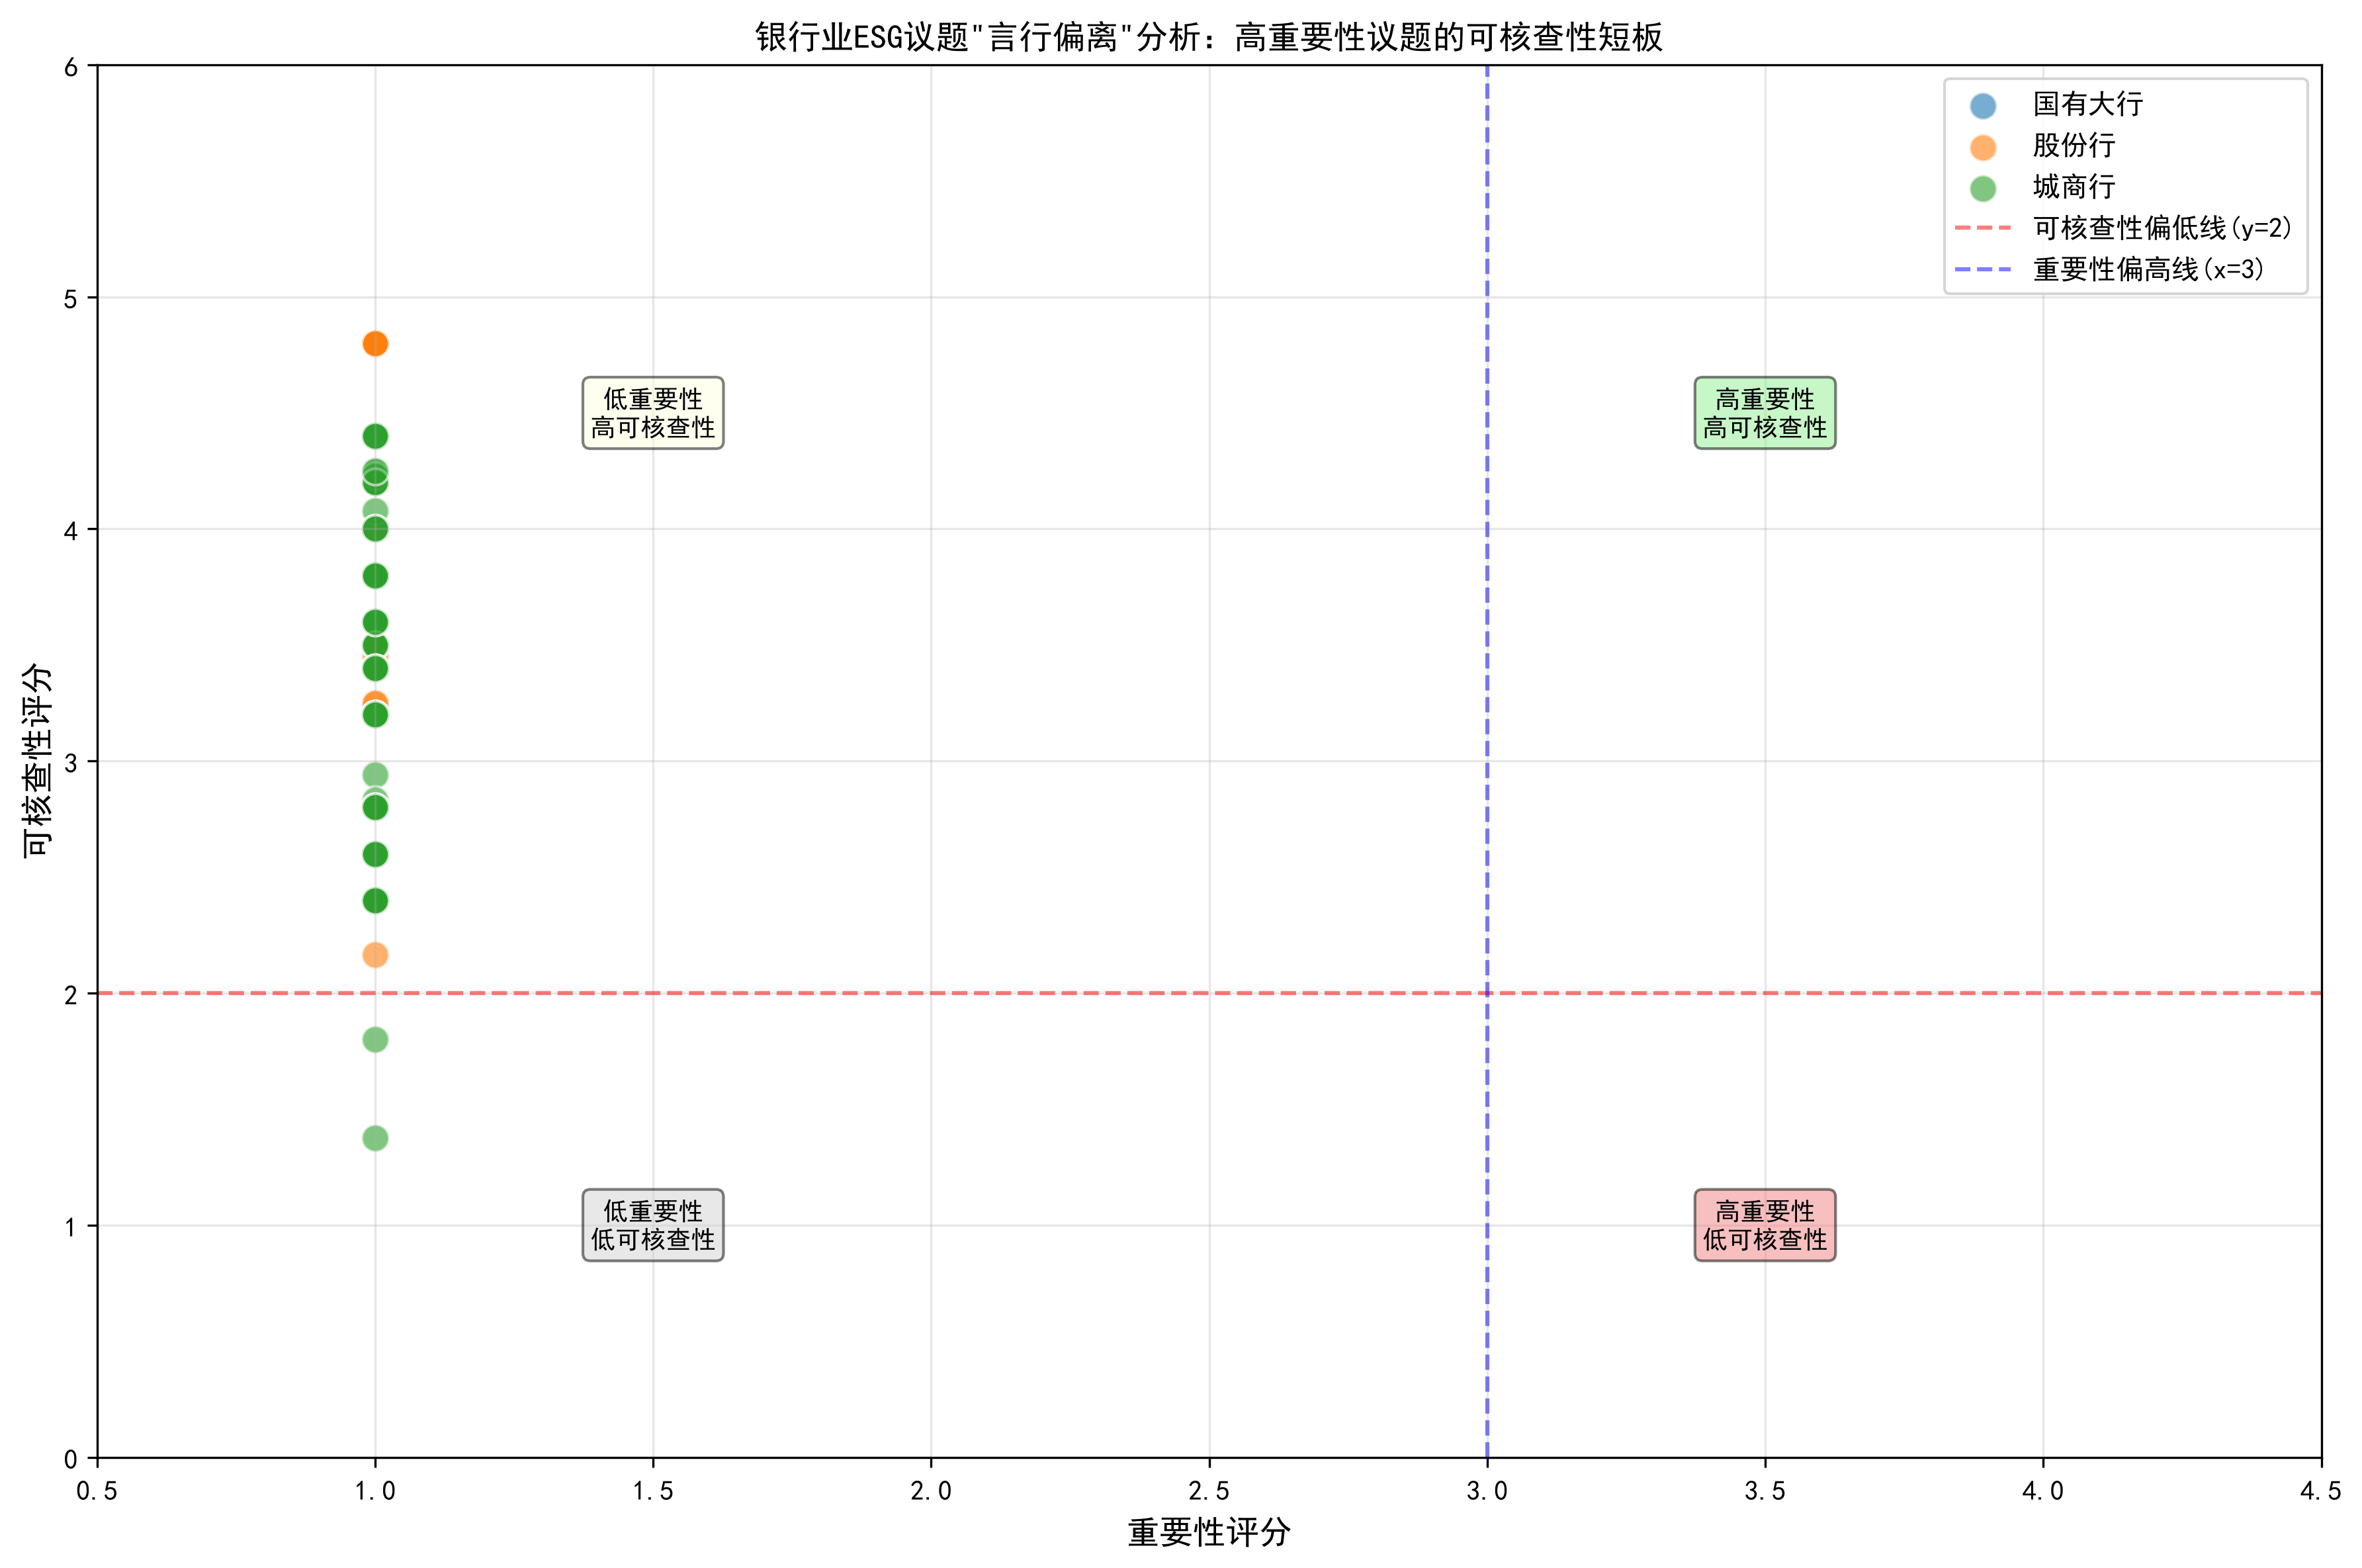 银行业ESG议题"言行偏离"分析：高重要性议题的可核查性短板
国有大行
股份行
城商行
可核查性偏低线(y=2)
重要性偏高线(x=3)
低重要性
高可核查性
高重要性
高可核查性
低重要性
低可核查性
高重要性
低可核查性
可核查性评分
6
5
4
3
2
1
0
0.5
1.0
1.5
2.0
2.5
3.0
3.5
4.0
4.5
重要性评分